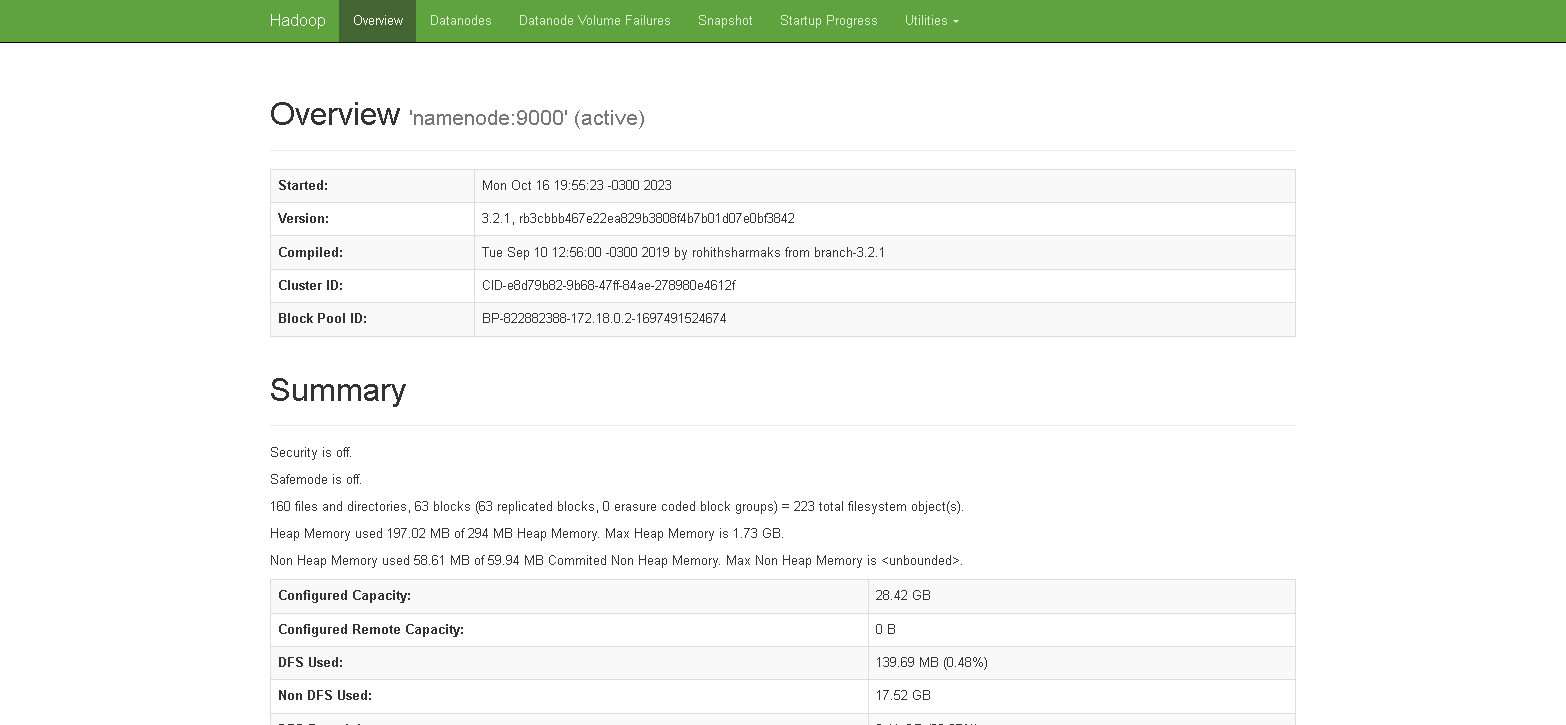 Hadoop Overview Datanodes Datanode Volume Failures Snapshot Startup Progress Utilities
Overview 'namenode:9000' (active)
Started: Mon Oct 16 19:55:23 -0300 2023
Version: 3.2.1, rb3cbbb467e22ea829b3808f4b7b01d07e0bf3842
Compiled: Tue Sep 10 12:56:00 -0300 2019 by rohithsharmaks from branch-3.2.1
Cluster ID: CID-e8d79b82-9b68-47ff-84ae-278980e4612f
Block Pool ID: BP-822882388-172.18.0.2-1697491524674
Summary
Security is off.
Safemode is off.
160 files and directories, 63 blocks (63 replicated blocks, 0 erasure coded block groups) = 223 total filesystem object(s).
Heap Memory used 197.02 MB of 294 MB Heap Memory. Max Heap Memory is 1.73 GB.
Non Heap Memory used 58.61 MB of 59.94 MB Commited Non Heap Memory. Max Non Heap Memory is <unbounded>.
Configured Capacity: 28.42 GB
Configured Remote Capacity: 0 B
DFS Used: 139.69 MB (0.48%)
Non DFS Used: 17.52 GB